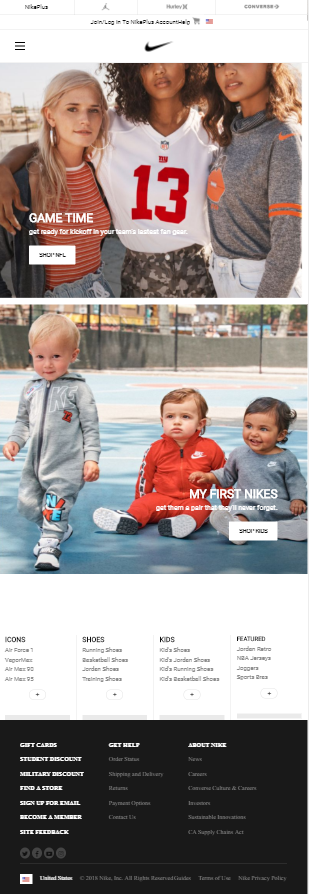 NikePlus Hurley CONVERSE
Join/Log In To NikePlus Account Help
GIANTS
13
GAME TIME
get ready for kickoff in your team's lastest fan gear.
SHOP NFL
NIKE
MY FIRST NIKES
get them a pair that they'll never forget.
SHOP KIDS
ICONS
Air Force 1
VaporMax
Air Max 90
Air Max 95
+
SHOES
Running Shoes
Basketball Shoes
Jordan Shoes
Training Shoes
+
KIDS
Kid's Shoes
Kid's Jordan Shoes
Kid's Running Shoes
Kid's Basketball Shoes
+
FEATURED
Jordan Retro
NBA Jerseys
Joggers
Sports Bras
+
GIFT CARDS
STUDENT DISCOUNT
MILITARY DISCOUNT
FIND A STORE
SIGN UP FOR EMAIL
BECOME A MEMBER
SITE FEEDBACK
GET HELP
Order Status
Shipping and Delivery
Returns
Payment Options
Contact Us
ABOUT NIKE
News
Careers
Converse Culture & Careers
Investors
Sustainable Innovations
CA Supply Chains Act
United States © 2018 Nike, Inc. All Rights Reserved Guides Terms of Use Nike Privacy Policy